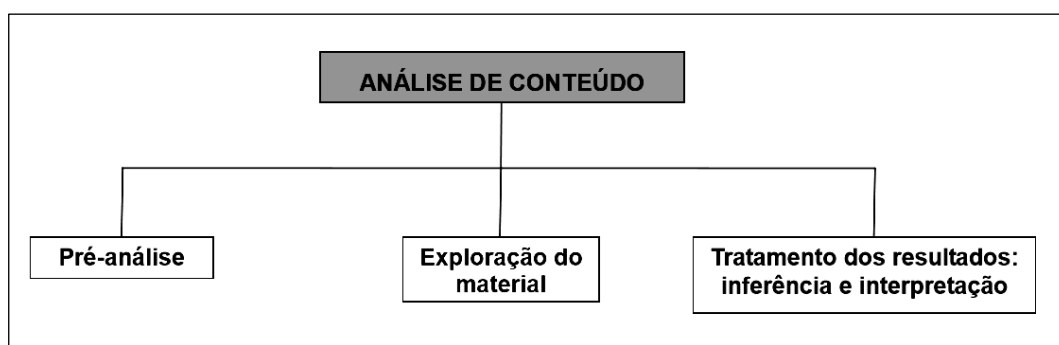 ANÁLISE DE CONTEÚDO
Pré-análise
Exploração do
material
Tratamento dos resultados:
inferência e interpretação